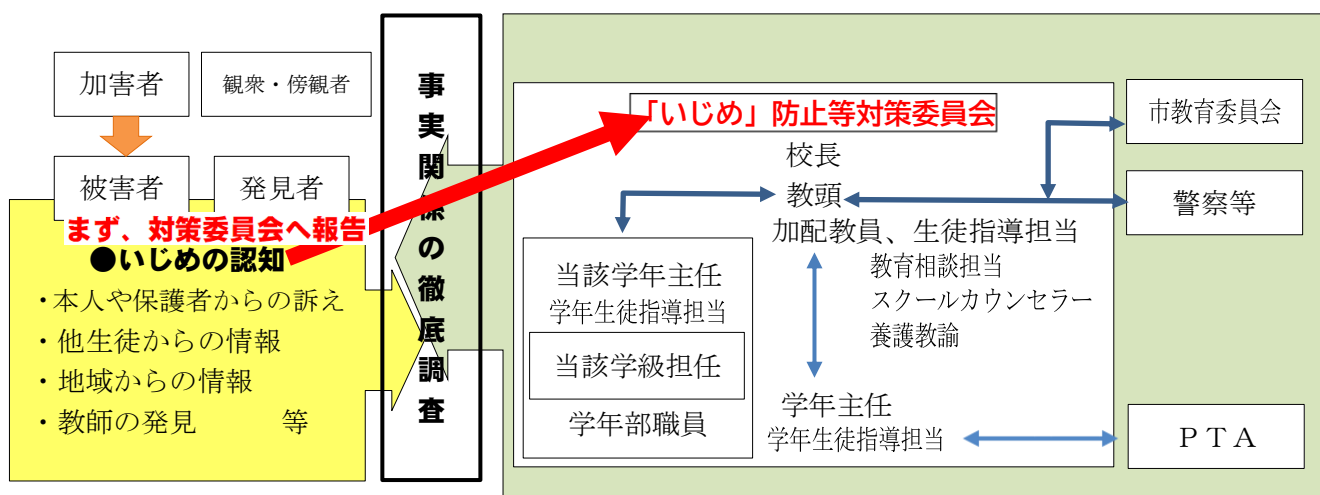 加害者
観衆・傍観者
被害者
発見者
まず、対策委員会へ報告
●いじめの認知
・本人や保護者からの訴え
・他生徒からの情報
・地域からの情報
・教師の発見　　等
事実関係の徹底調査
「いじめ」防止等対策委員会
校長
教頭
加配教員、生徒指導担当
教育相談担当
スクールカウンセラー
養護教諭
当該学年主任
学年生徒指導担当
当該学級担任
学年部職員
学年主任
学年生徒指導担当
市教育委員会
警察等
ＰＴＡ